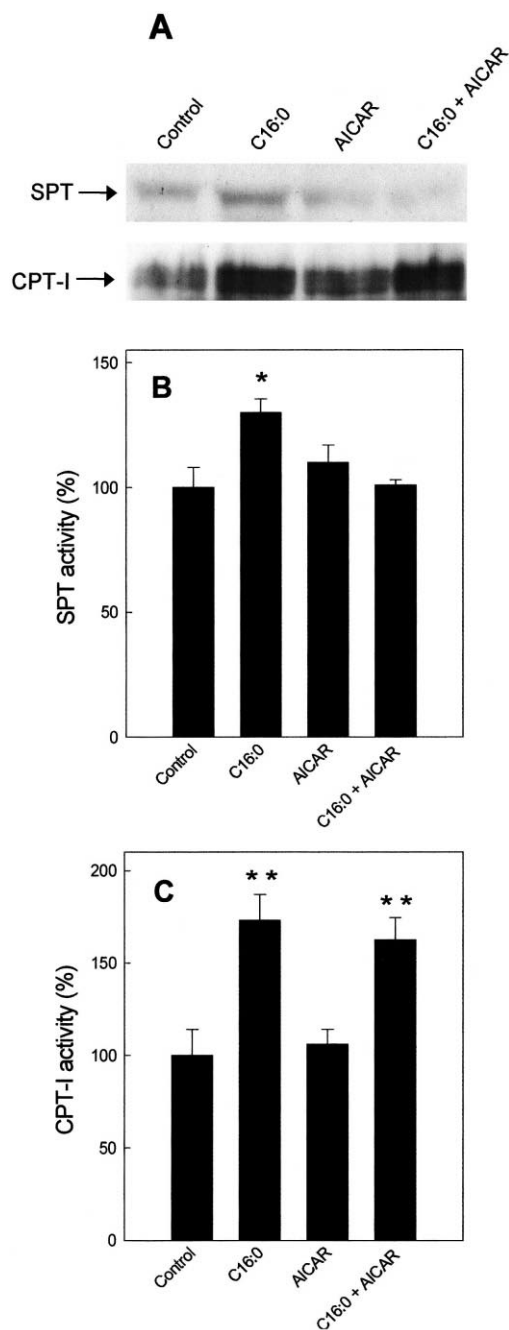 A
Control
C16:0
AICAR
C16:0 + AICAR
SPT
CPT-I
B
*
SPT activity (%)
150
100
50
0
Control
C16:0
AICAR
C16:0 + AICAR
C
**
**
CPT-I activity (%)
200
150
100
50
0
Control
C16:0
AICAR
C16:0 + AICAR